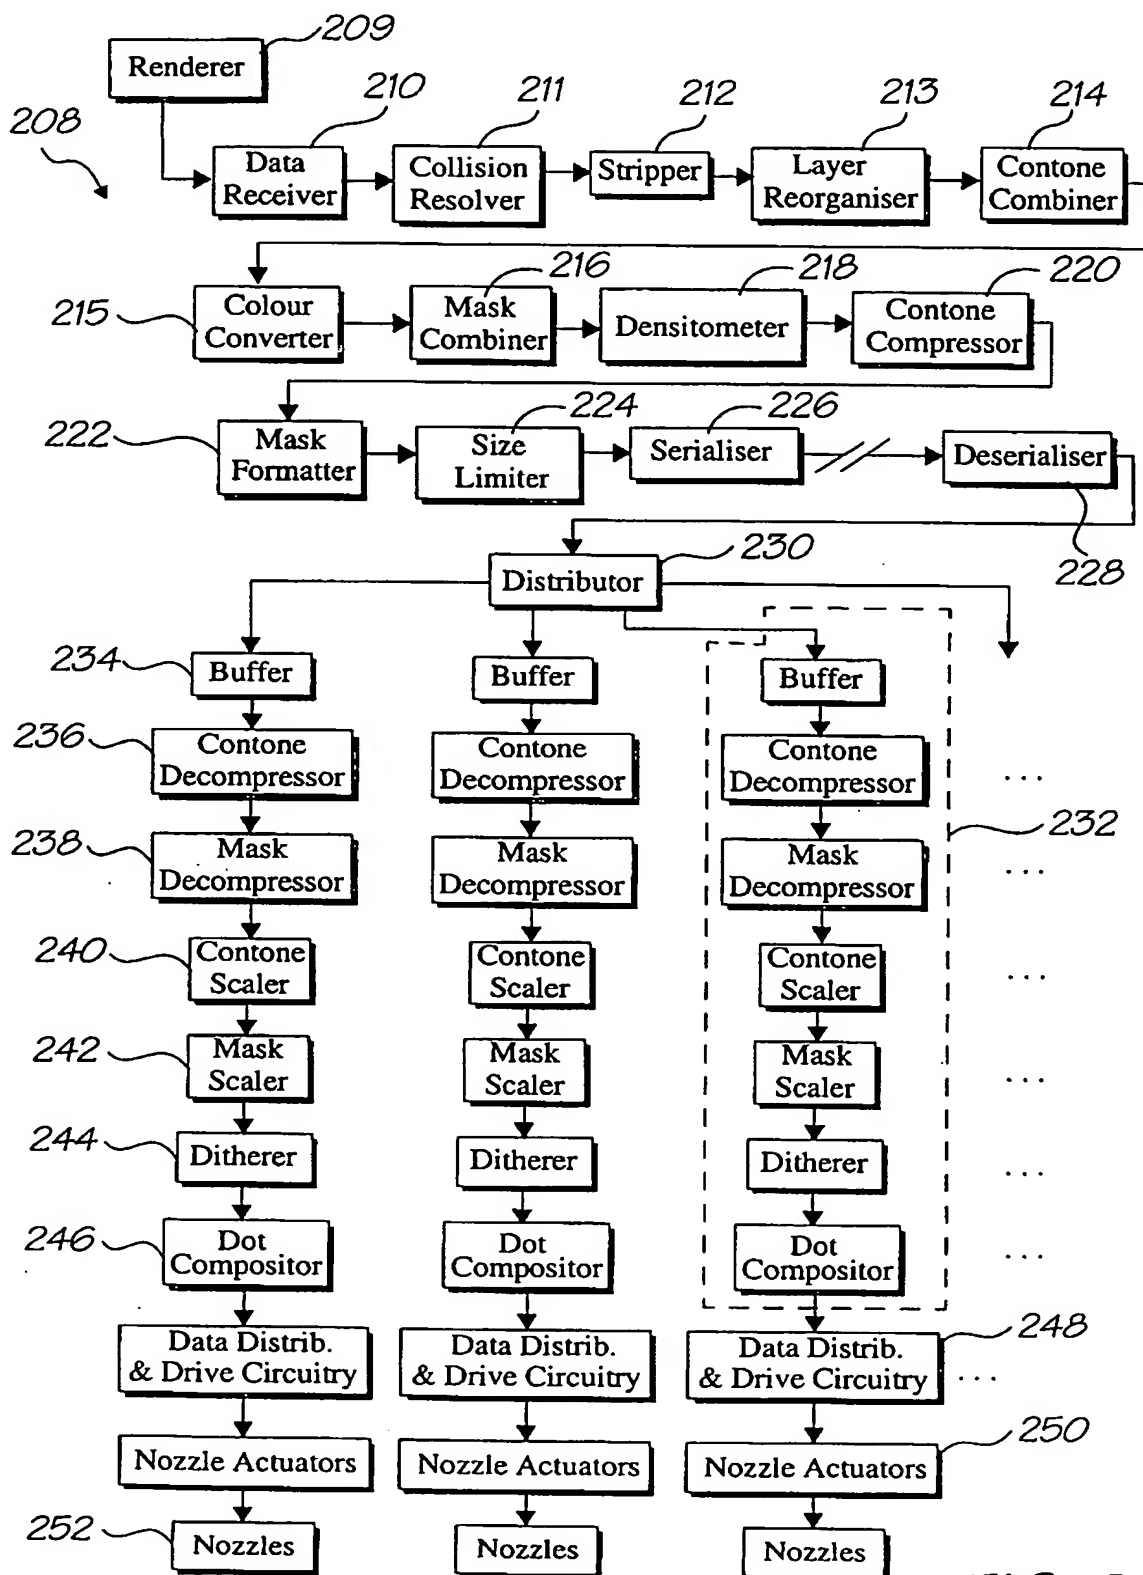 209
Renderer
208
210
211
212
213
214
Data
Receiver
Collision
Resolver
Stripper
Layer
Reorganiser
Contone
Combiner
215
216
218
220
Colour
Converter
Mask
Combiner
Densitometer
Contone
Compressor
222
224
226
Mask
Formatter
Size
Limiter
Serialiser
Deserialiser
228
230
Distributor
234
Buffer
Buffer
Buffer
236
Contone
Decompressor
Contone
Decompressor
Contone
Decompressor
...
232
238
Mask
Decompressor
Mask
Decompressor
Mask
Decompressor
...
240
Contone
Scaler
Contone
Scaler
Contone
Scaler
...
242
Mask
Scaler
Mask
Scaler
Mask
Scaler
...
244
Ditherer
Ditherer
Ditherer
...
246
Dot
Compositor
Dot
Compositor
Dot
Compositor
...
Data Distrib.
& Drive Circuitry
Data Distrib.
& Drive Circuitry
Data Distrib.
& Drive Circuitry
...
248
Nozzle Actuators
Nozzle Actuators
Nozzle Actuators
250
252
Nozzles
Nozzles
Nozzles